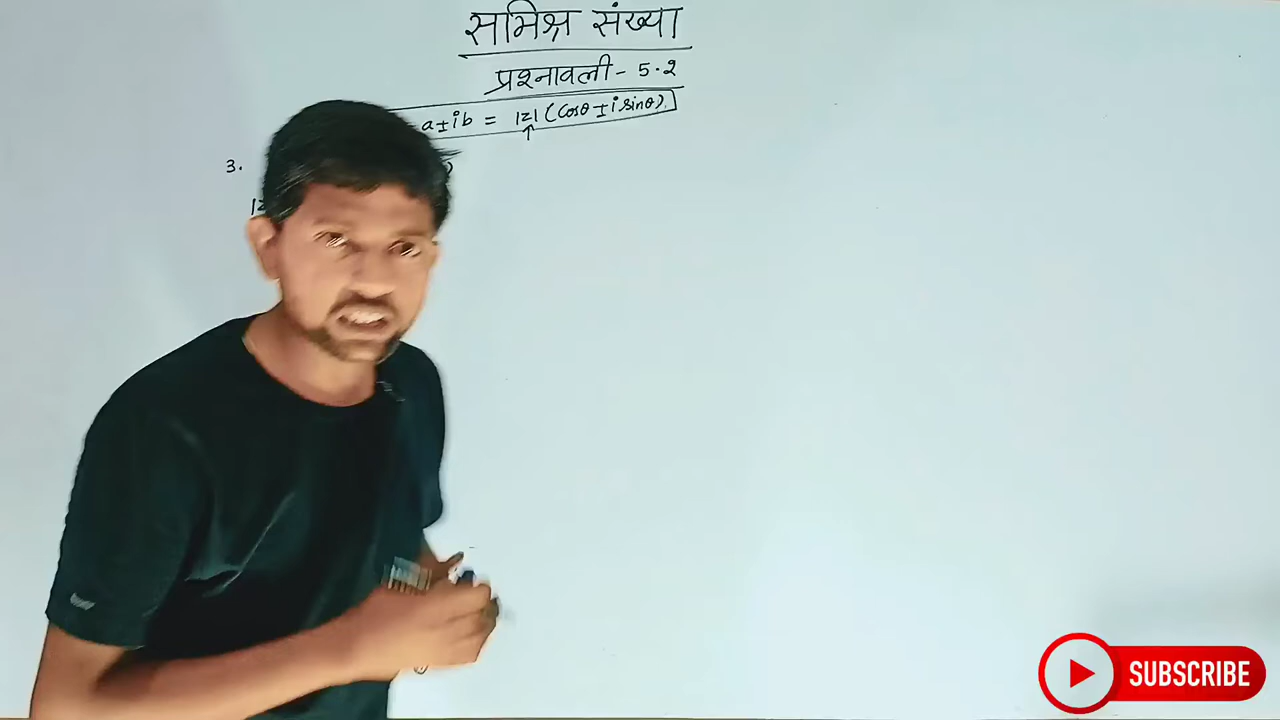 समिश्र संख्या
प्रश्नावली - 5.2
a±ib = |z| (cosθ ± i sinθ).
3.
|z
SUBSCRIBE